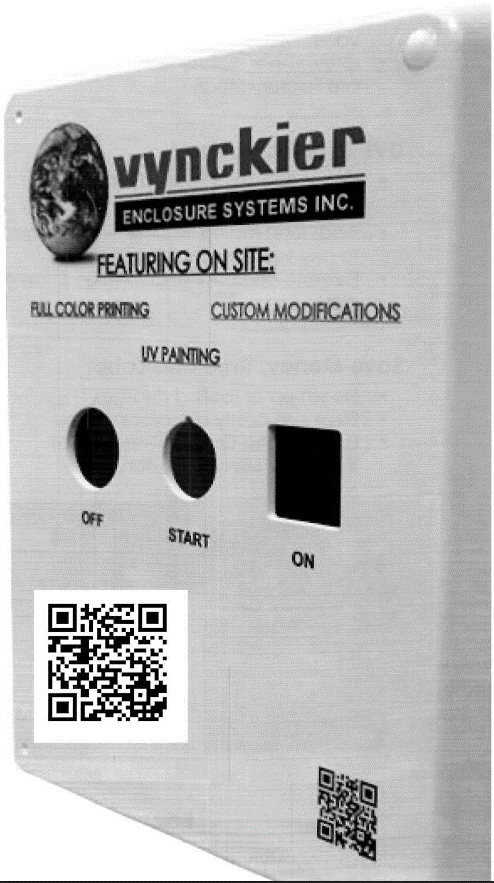 vynckier
ENCLOSURE SYSTEMS INC.
FEATURING ON SITE:
FULL COLOR PRINTING
CUSTOM MODIFICATIONS
UV PAINTING
OFF
START
ON